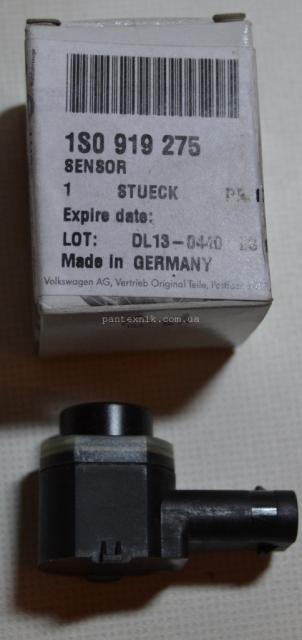 1S0 919 275
SENSOR
1 STUECK
Expire date:
LOT: DL13-0440
Made in GERMANY
Volkswagen AG, Vertrieb Original Teile,
pantexnik.com.ua